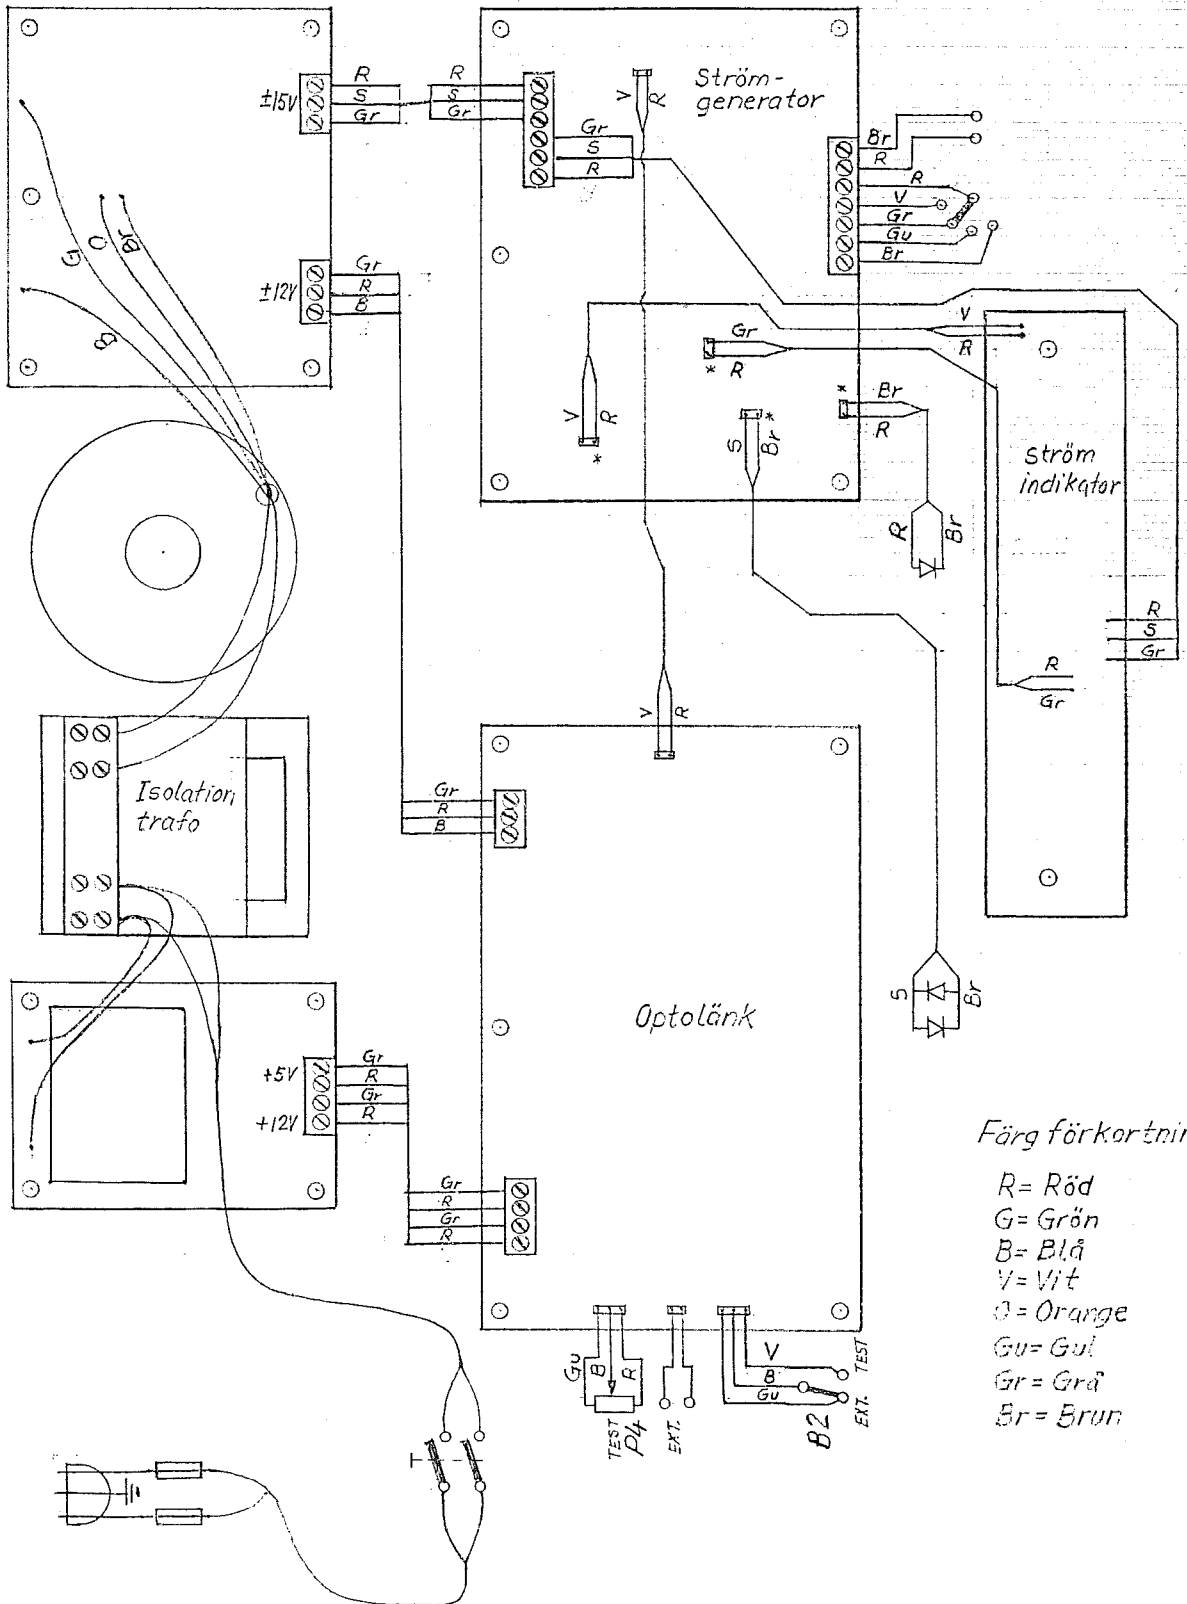 ±15V
R
S
Gr
R
S
Gr
V
R
Ström-
generator
Gr
S
R
Br
R
R
V
Gr
Gu
Br
G
O
Br
B
±12V
Gr
R
B
V
R
*
Gr
R
*
S
Br
*
*
Br
R
V
R
R
Br
Ström
indikator
R
S
Gr
R
Gr
V
R
Isolation
trafo
Gr
R
B
Optolänk
S
Br
+5V
+12V
Gr
R
Gr
R
Gr
R
Gr
R
Gu
B
R
TEST
P4
EXT.
V
B
Gu
B2
TEST
EXT.
Färg förkortnin
R= Röd
G= Grön
B= Blå
V= Vit
O= Orange
Gu= Gul
Gr= Grå
Br= Brun